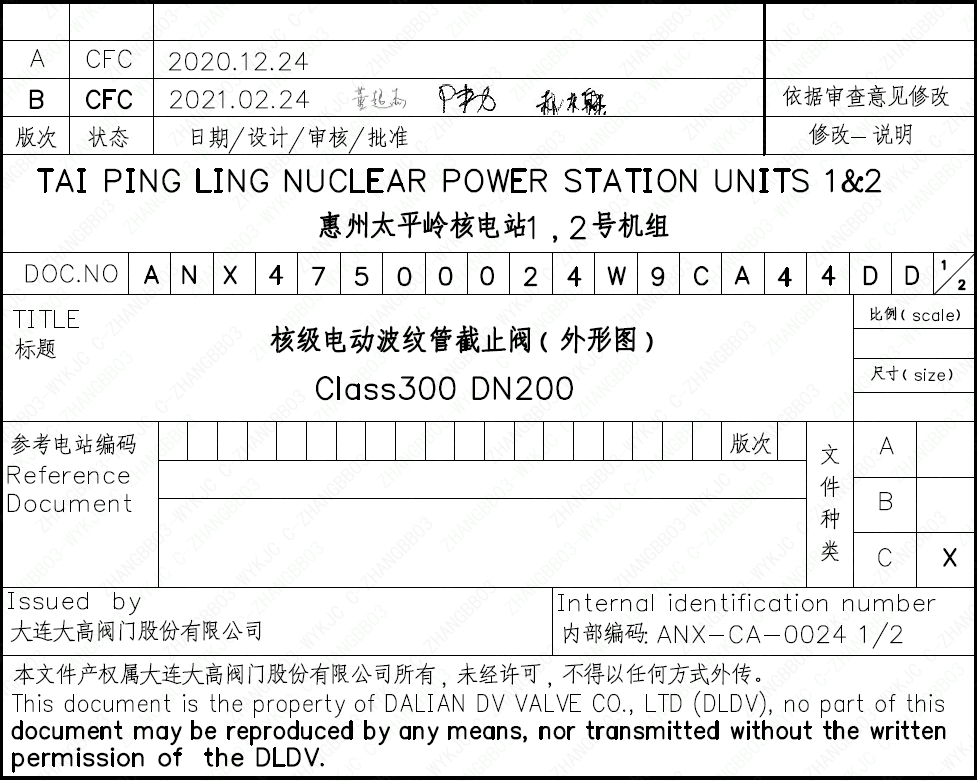 A CFC 2020.12.24
B CFC 2021.02.24 依据审查意见修改
版次 状态 日期/设计/审核/批准 修改—说明
TAI PING LING NUCLEAR POWER STATION UNITS 1&2
惠州太平岭核电站1,2号机组
DOC.NO A N X 4 7 5 0 0 0 2 4 W 9 C A 4 4 D D 1/2
TITLE
标题
核级电动波纹管截止阀(外形图)
Class300 DN200
比例(scale)
尺寸(size)
参考电站编码
Reference
Document
版次
文件种类
A
B
C X
Issued by
大连大高阀门股份有限公司
Internal identification number
内部编码: ANX-CA-0024 1/2
本文件产权属大连大高阀门股份有限公司所有,未经许可,不得以任何方式外传。
This document is the property of DALIAN DV VALVE CO., LTD (DLDV), no part of this
document may be reproduced by any means, nor transmitted without the written
permission of the DLDV.